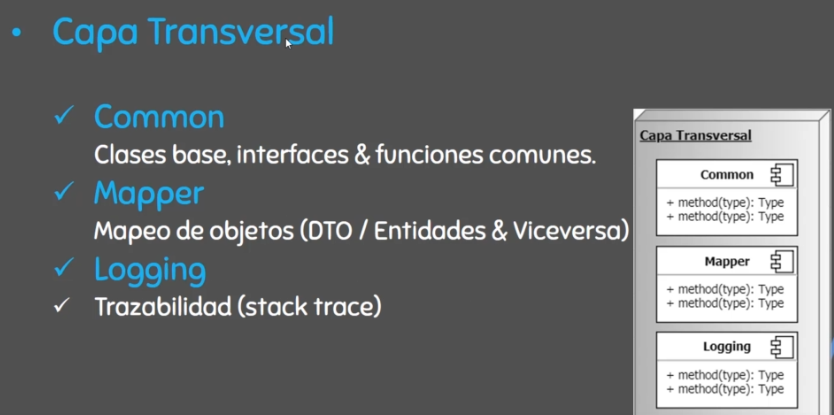 • Capa Transversal
✓ Common
Clases base, interfaces & funciones comunes.
✓ Mapper
Mapeo de objetos (DTO / Entidades & Viceversa)
✓ Logging
✓ Trazabilidad (stack trace)
Capa Transversal
Common
+ method(type): Type
+ method(type): Type
Mapper
+ method(type): Type
+ method(type): Type
Logging
+ method(type): Type
+ method(type): Type